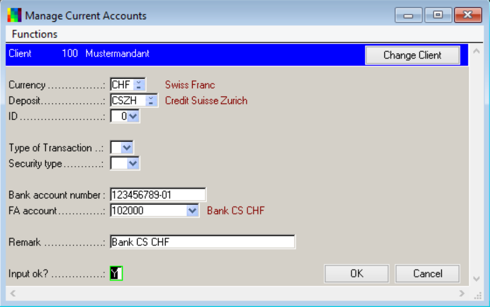 Manage Current Accounts
Functions
Client 100 Mustermandant Change Client
Currency ...............: CHF Swiss Franc
Deposit.................: CSZH Credit Suisse Zurich
ID ......................: 0
Type of Transaction ..:
Security type..........:
Bank account number : 123456789-01
FA account............: 102000 Bank CS CHF
Remark ................: Bank CS CHF
Input ok? ..............: Y OK Cancel